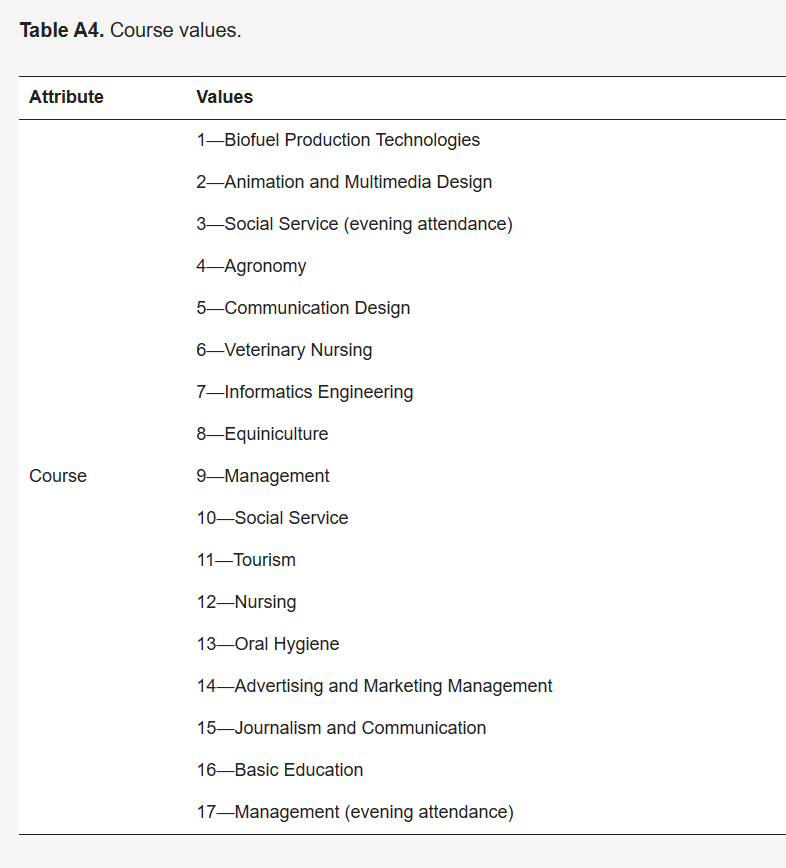 Table A4. Course values.
Attribute Values
1—Biofuel Production Technologies
2—Animation and Multimedia Design
3—Social Service (evening attendance)
4—Agronomy
5—Communication Design
6—Veterinary Nursing
7—Informatics Engineering
8—Equiniculture
Course 9—Management
10—Social Service
11—Tourism
12—Nursing
13—Oral Hygiene
14—Advertising and Marketing Management
15—Journalism and Communication
16—Basic Education
17—Management (evening attendance)